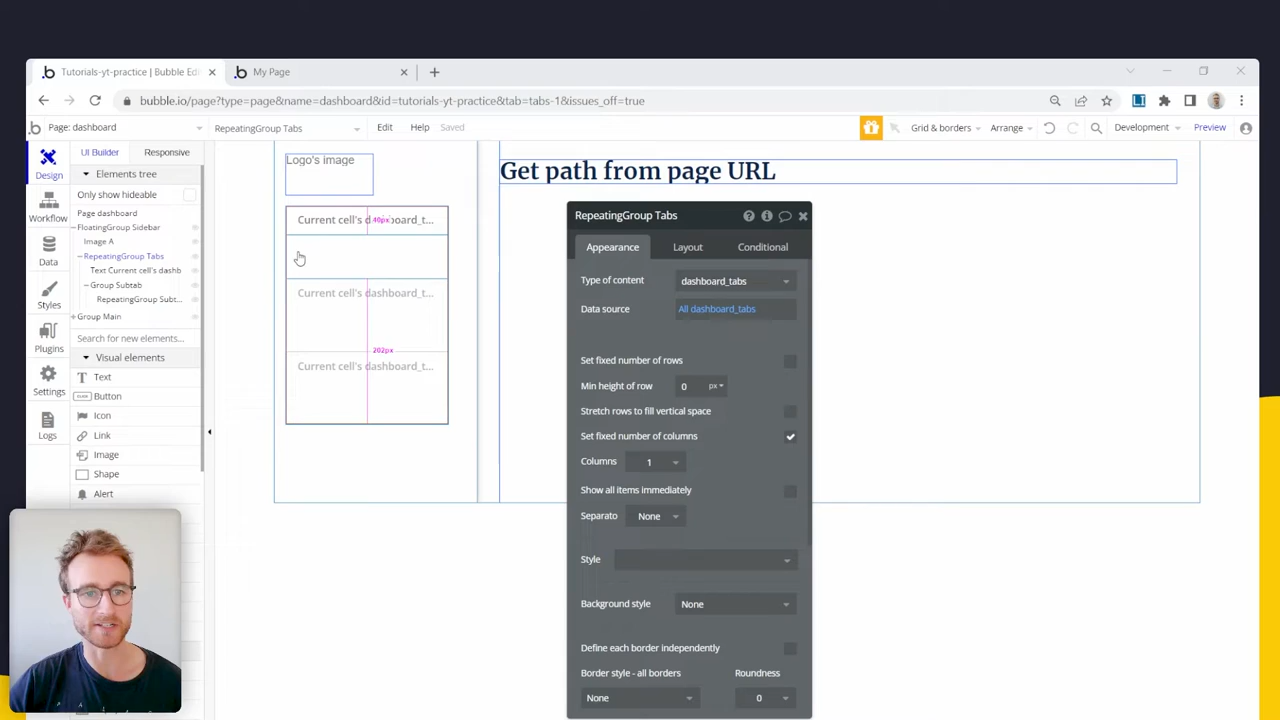 Tutorials-yt-practice | Bubble Edi
My Page
bubble.io/page?type=page&name=dashboard&id=tutorials-yt-practice&tab=tabs-1&issues_off=true
Page: dashboard
RepeatingGroup Tabs
Edit
Help
Saved
Grid & borders
Arrange
Development
Preview
Design
Workflow
Data
Styles
Plugins
Settings
Logs
UI Builder
Responsive
Elements tree
Only show hideable
Page dashboard
FloatingGroup Sidebar
Image A
RepeatingGroup Tabs
Text Current cell's dashb
Group Subtab
RepeatingGroup Subt...
Group Main
Search for new elements...
Visual elements
Text
Button
CLICK
Icon
Link
Image
Shape
Alert
Logo's image
Current cell's d 40px board_t...
Current cell's dashboard_t...
202px
Current cell's dashboard_t...
Get path from page URL
RepeatingGroup Tabs
Appearance
Layout
Conditional
Type of content
dashboard_tabs
Data source
All dashboard_tabs
Set fixed number of rows
Min height of row
0
px
Stretch rows to fill vertical space
Set fixed number of columns
Columns
1
Show all items immediately
Separato
None
Style
Background style
None
Define each border independently
Border style - all borders
Roundness
None
0